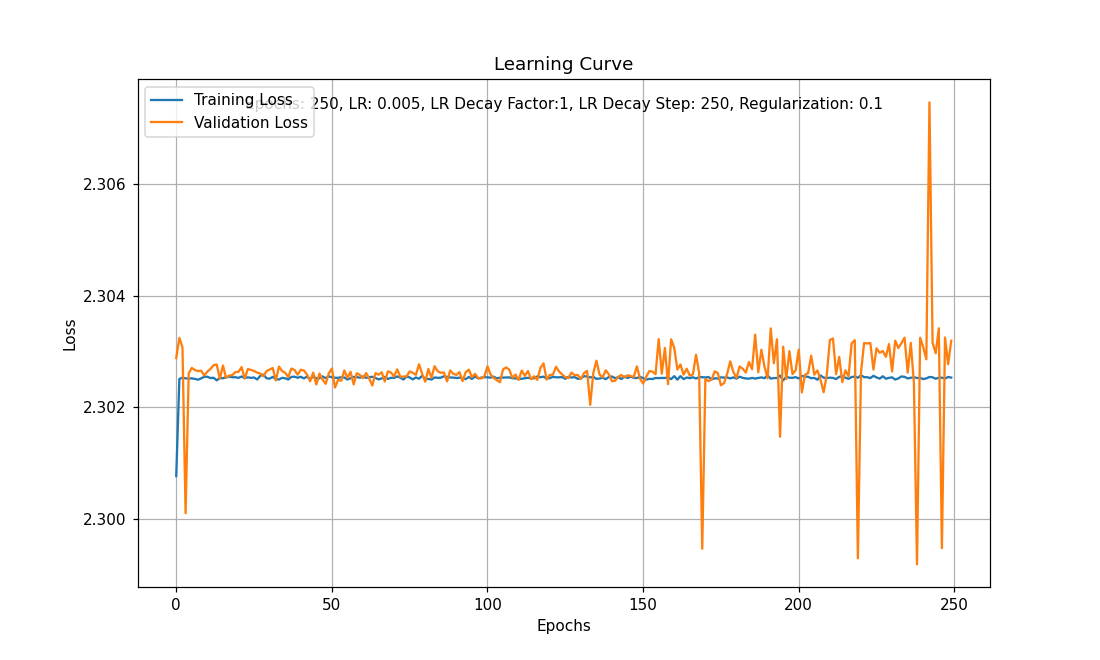 Learning Curve
Epochs: 250, LR: 0.005, LR Decay Factor:1, LR Decay Step: 250, Regularization: 0.1
Training Loss
Validation Loss
2.306
2.304
2.302
2.300
Loss
0 50 100 150 200 250
Epochs